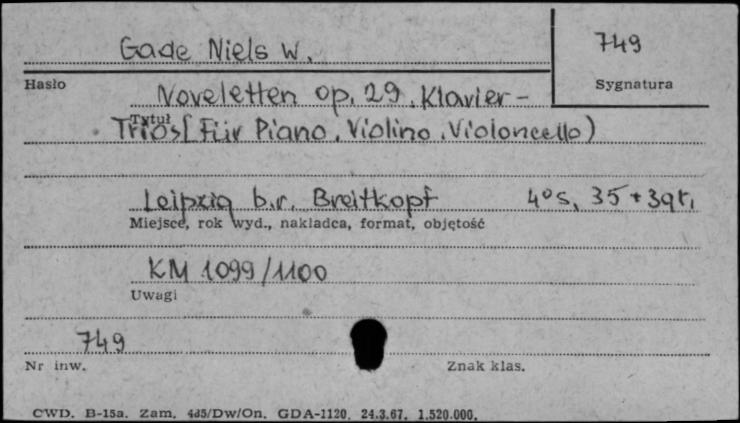 Gade Niels W.
749
Hasło
Sygnatura
Noveletten op. 29. Klavier-
Tytuł
Trios [Für Piano, Violino, Violoncello)
Leipzig b.r. Breitkopf 4° s. 35 +
Miejsce, rok wyd., nakładca, format, objętość
KM 1099/1100
Uwagi
749
Nr inw.
Znak klas.
CWD. B-15a. Zam. 485/Dw/On. GDA-1120. 24.3.67. 1.520.000.